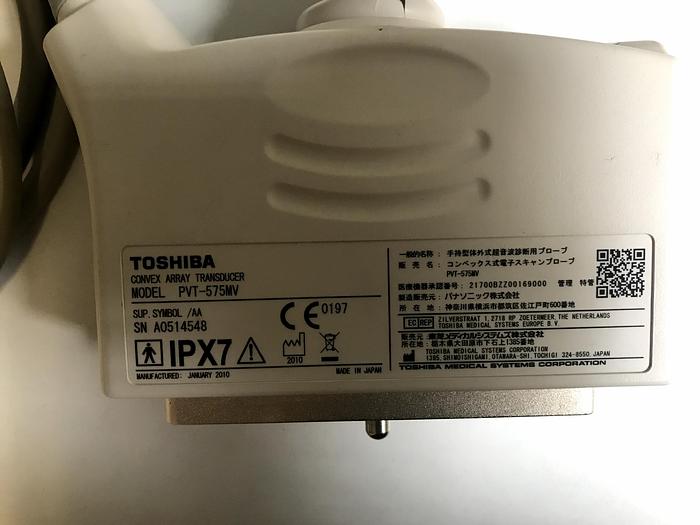 TOSHIBA
CONVEX ARRAY TRANSDUCER
MODEL PVT-575MV
SUP. SYMBOL /AA
SN A0514548
CE 0197
IPX7
2010
MANUFACTURED: JANUARY 2010
MADE IN JAPAN
一般的名称: 手持型体外式超音波診断用プローブ
販 売 名: コンベックス式電子スキャンプローブ
PVT-575MV
医療機器承認番号: 21700BZZ00169000 管理 特管
製造販売元: パナソニック株式会社
所在地: 神奈川県横浜市都筑区佐江戸町600番地
EC REP ZILVERSTRAAT 1, 2718 RP ZOETERMEER, THE NETHERLANDS
TOSHIBA MEDICAL SYSTEMS EUROPE B.V.
販売元: 東芝メディカルシステムズ株式会社
所在地: 栃木県大田原市下石上1385番地
TOSHIBA MEDICAL SYSTEMS CORPORATION
1385, SHIMOISHIGAMI, OTAWARA-SHI, TOCHIGI 324-8550, JAPAN
TOSHIBA MEDICAL SYSTEMS CORPORATION